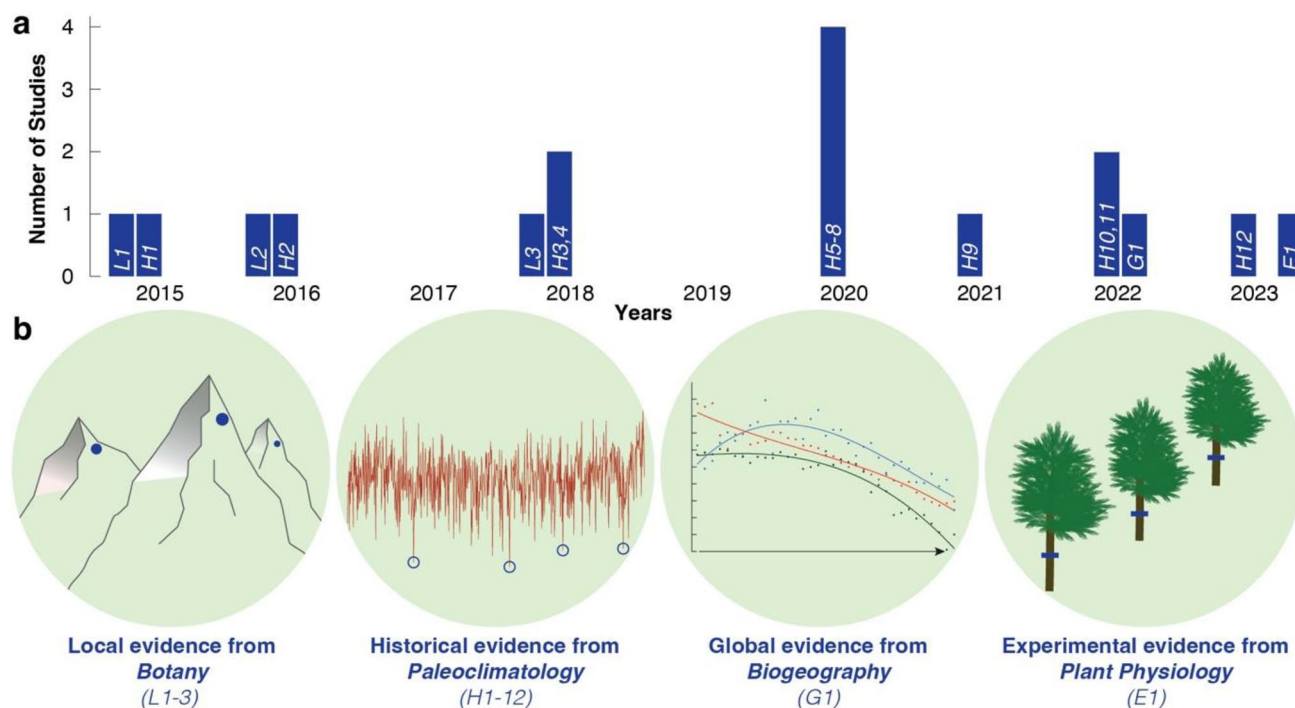 a
Number of Studies
4
3
2
1
0
L1
H1
L2
H2
L3
H3,4
H5-8
H9
H10,11
G1
H12
E1
2015 2016 2017 2018 2019 2020 2021 2022 2023
Years
b
Local evidence from
Botany
(L1-3)
Historical evidence from
Paleoclimatology
(H1-12)
Global evidence from
Biogeography
(G1)
Experimental evidence from
Plant Physiology
(E1)